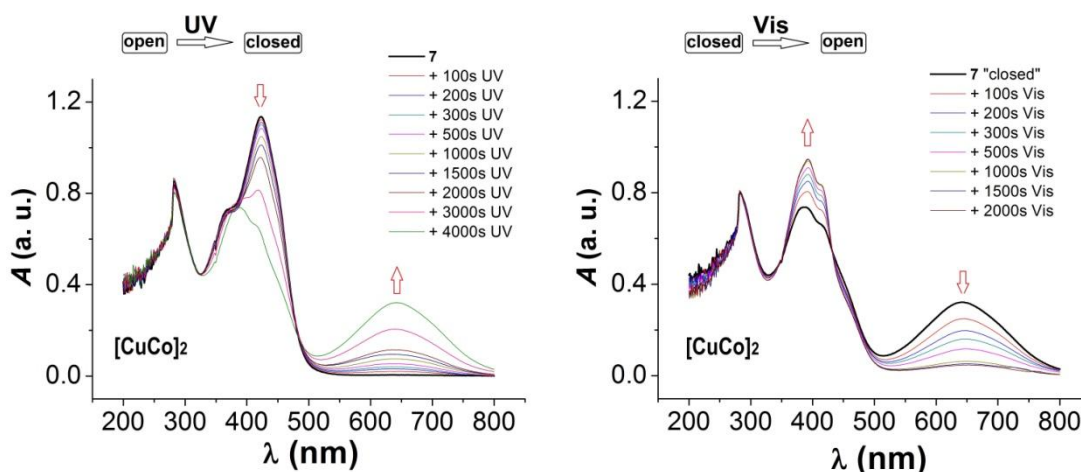 UV
open closed
7
+ 100s UV
+ 200s UV
+ 300s UV
+ 500s UV
+ 1000s UV
+ 1500s UV
+ 2000s UV
+ 3000s UV
+ 4000s UV
1.2
0.8
0.4
0.0
A (a. u.)
[CuCo]2
200 300 400 500 600 700 800
λ (nm)
Vis
closed open
7 "closed"
+ 100s Vis
+ 200s Vis
+ 300s Vis
+ 500s Vis
+ 1000s Vis
+ 1500s Vis
+ 2000s Vis
1.2
0.8
0.4
0.0
A (a. u.)
[CuCo]2
200 300 400 500 600 700 800
λ (nm)